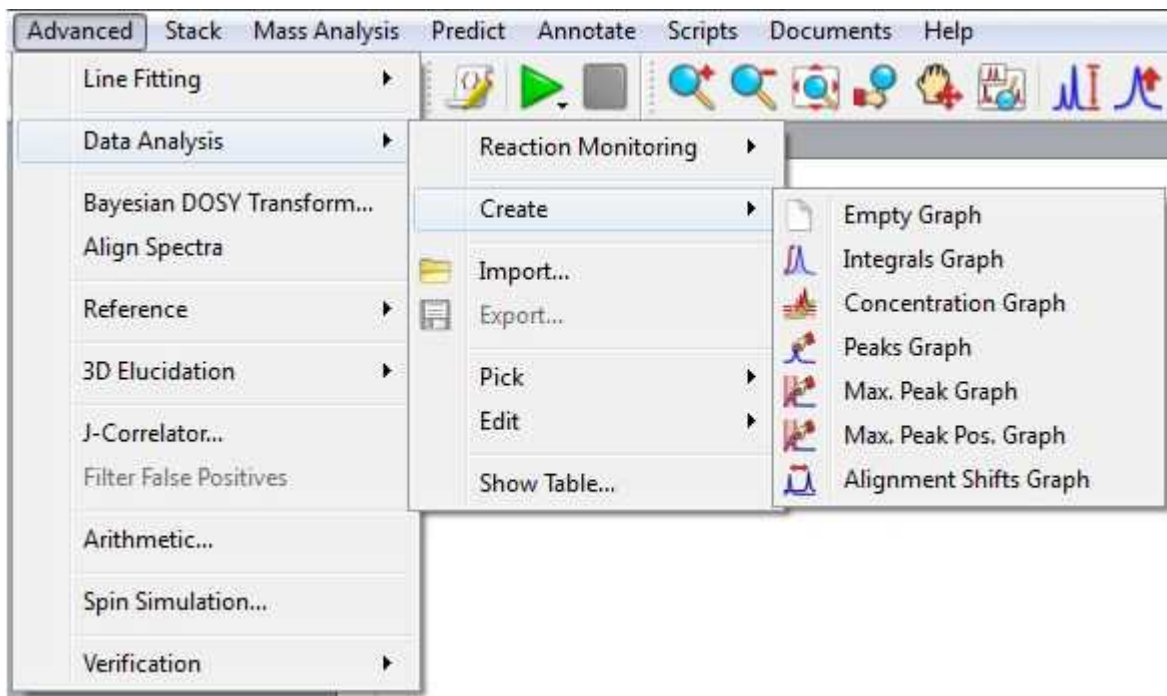 Advanced Stack Mass Analysis Predict Annotate Scripts Documents Help
Line Fitting
Data Analysis
Bayesian DOSY Transform...
Align Spectra
Reference
3D Elucidation
J-Correlator...
Filter False Positives
Arithmetic...
Spin Simulation...
Verification
Reaction Monitoring
Create
Import...
Export...
Pick
Edit
Show Table...
Empty Graph
Integrals Graph
Concentration Graph
Peaks Graph
Max. Peak Graph
Max. Peak Pos. Graph
Alignment Shifts Graph